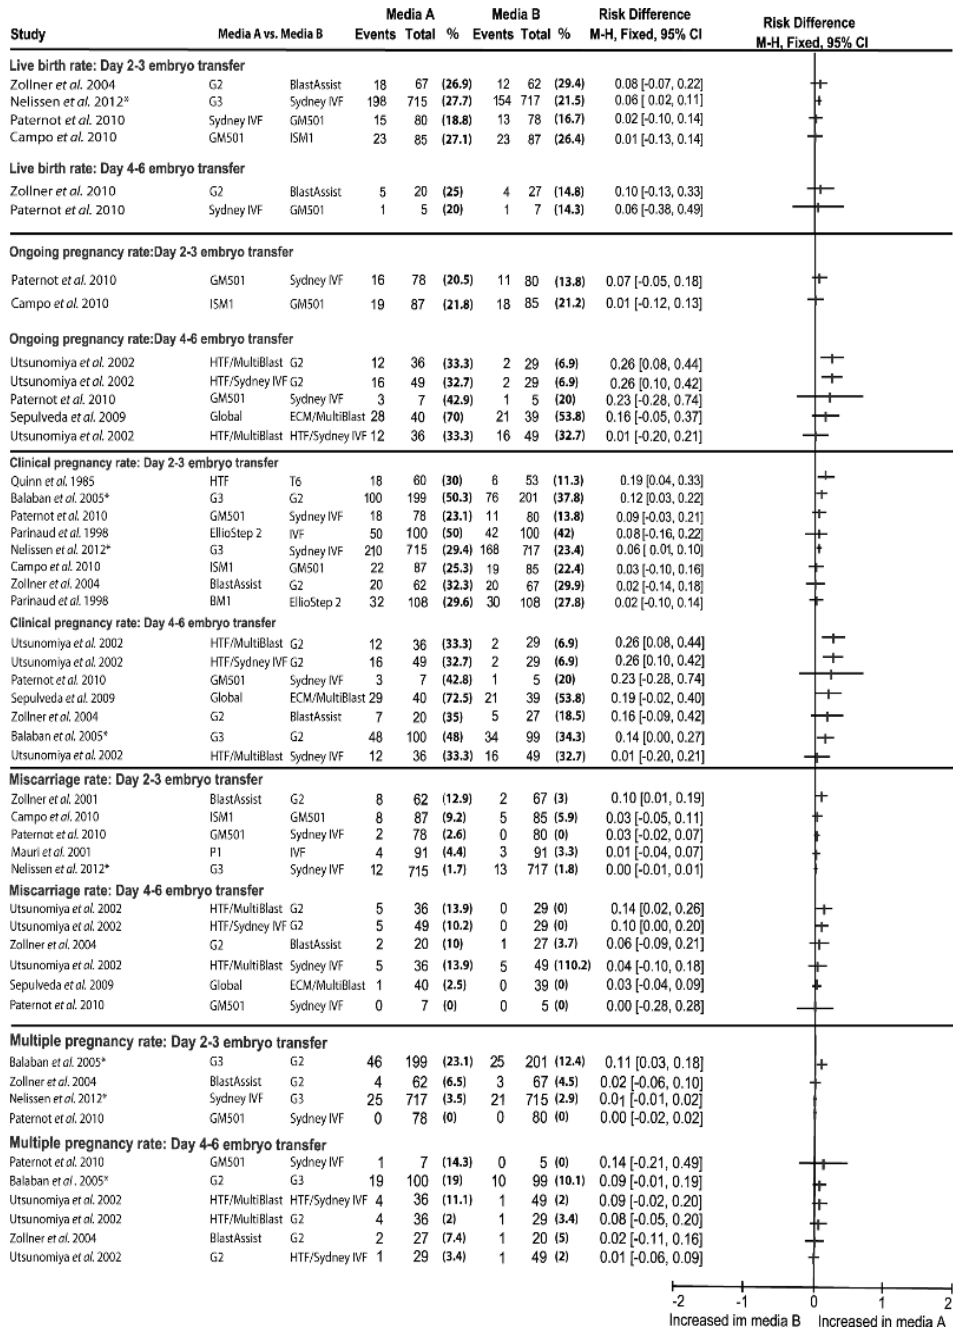 Media A Media B Risk Difference Risk Difference
Study Media A vs. Media B Events Total % Events Total % M-H, Fixed, 95% CI M-H, Fixed, 95% CI
Live birth rate: Day 2-3 embryo transfer
Zollner et al. 2004 G2 BlastAssist 18 67 (26.9) 12 62 (29.4) 0.08 [-0.07, 0.22]
Nelissen et al. 2012* G3 Sydney IVF 198 715 (27.7) 154 717 (21.5) 0.06 [ 0.02, 0.11]
Paternot et al. 2010 Sydney IVF GM501 15 80 (18.8) 13 78 (16.7) 0.02 [-0.10, 0.14]
Campo et al. 2010 GM501 ISM1 23 85 (27.1) 23 87 (26.4) 0.01 [-0.13, 0.14]
Live birth rate: Day 4-6 embryo transfer
Zollner et al. 2010 G2 BlastAssist 5 20 (25) 4 27 (14.8) 0.10 [-0.13, 0.33]
Paternot et al. 2010 Sydney IVF GM501 1 5 (20) 1 7 (14.3) 0.06 [-0.38, 0.49]
Ongoing pregnancy rate:Day 2-3 embryo transfer
Paternot et al. 2010 GM501 Sydney IVF 16 78 (20.5) 11 80 (13.8) 0.07 [-0.05, 0.18]
Campo et al. 2010 ISM1 GM501 19 87 (21.8) 18 85 (21.2) 0.01 [-0.12, 0.13]
Ongoing pregnancy rate:Day 4-6 embryo transfer
Utsunomiya et al. 2002 HTF/MultiBlast G2 12 36 (33.3) 2 29 (6.9) 0.26 [0.08, 0.44]
Utsunomiya et al. 2002 HTF/Sydney IVF G2 16 49 (32.7) 2 29 (6.9) 0.26 [0.10, 0.42]
Paternot et al. 2010 GM501 Sydney IVF 3 7 (42.9) 1 5 (20) 0.23 [-0.28, 0.74]
Sepulveda et al. 2009 Global ECM/MultiBlast 28 40 (70) 21 39 (53.8) 0.16 [-0.05, 0.37]
Utsunomiya et al. 2002 HTF/MultiBlast HTF/Sydney IVF 12 36 (33.3) 16 49 (32.7) 0.01 [-0.20, 0.21]
Clinical pregnancy rate: Day 2-3 embryo transfer
Quinn et al. 1985 HTF T6 18 60 (30) 6 53 (11.3) 0.19 [0.04, 0.33]
Balaban et al. 2005* G3 G2 100 199 (50.3) 76 201 (37.8) 0.12 [0.03, 0.22]
Paternot et al. 2010 GM501 Sydney IVF 18 78 (23.1) 11 80 (13.8) 0.09 [-0.03, 0.21]
Parinaud et al. 1998 EllioStep 2 IVF 50 100 (50) 42 100 (42) 0.08 [-0.16, 0.22]
Nelissen et al. 2012* G3 Sydney IVF 210 715 (29.4) 168 717 (23.4) 0.06 [ 0.01, 0.10]
Campo et al. 2010 ISM1 GM501 22 87 (25.3) 19 85 (22.4) 0.03 [-0.10, 0.16]
Zollner et al. 2004 BlastAssist G2 20 62 (32.3) 20 67 (29.9) 0.02 [-0.14, 0.18]
Parinaud et al. 1998 BM1 EllioStep 2 32 108 (29.6) 30 108 (27.8) 0.02 [-0.10, 0.14]
Clinical pregnancy rate: Day 4-6 embryo transfer
Utsunomiya et al. 2002 HTF/MultiBlast G2 12 36 (33.3) 2 29 (6.9) 0.26 [0.08, 0.44]
Utsunomiya et al. 2002 HTF/Sydney IVF G2 16 49 (32.7) 2 29 (6.9) 0.26 [0.10, 0.42]
Paternot et al. 2010 GM501 Sydney IVF 3 7 (42.8) 1 5 (20) 0.23 [-0.28, 0.74]
Sepulveda et al. 2009 Global ECM/MultiBlast 29 40 (72.5) 21 39 (53.8) 0.19 [-0.02, 0.40]
Zollner et al. 2004 G2 BlastAssist 7 20 (35) 5 27 (18.5) 0.16 [-0.09, 0.42]
Balaban et al. 2005* G3 G2 48 100 (48) 34 99 (34.3) 0.14 [0.00, 0.27]
Utsunomiya et al. 2002 HTF/MultiBlast Sydney IVF 12 36 (33.3) 16 49 (32.7) 0.01 [-0.20, 0.21]
Miscarriage rate: Day 2-3 embryo transfer
Zollner et al. 2001 BlastAssist G2 8 62 (12.9) 2 67 (3) 0.10 [0.01, 0.19]
Campo et al. 2010 ISM1 GM501 8 87 (9.2) 5 85 (5.9) 0.03 [-0.05, 0.11]
Paternot et al. 2010 GM501 Sydney IVF 2 78 (2.6) 0 80 (0) 0.03 [-0.02, 0.07]
Mauri et al. 2001 P1 IVF 4 91 (4.4) 3 91 (3.3) 0.01 [-0.04, 0.07]
Nelissen et al. 2012* G3 Sydney IVF 12 715 (1.7) 13 717 (1.8) 0.00 [-0.01, 0.01]
Miscarriage rate: Day 4-6 embryo transfer
Utsunomiya et al. 2002 HTF/MultiBlast G2 5 36 (13.9) 0 29 (0) 0.14 [0.02, 0.26]
Utsunomiya et al. 2002 HTF/Sydney IVF G2 5 49 (10.2) 0 29 (0) 0.10 [0.00, 0.20]
Zollner et al. 2004 G2 BlastAssist 2 20 (10) 1 27 (3.7) 0.06 [-0.09, 0.21]
Utsunomiya et al. 2002 HTF/MultiBlast Sydney IVF 5 36 (13.9) 5 49 (110.2) 0.04 [-0.10, 0.18]
Sepulveda et al. 2009 Global ECM/MultiBlast 1 40 (2.5) 0 39 (0) 0.03 [-0.04, 0.09]
Paternot et al. 2010 GM501 Sydney IVF 0 7 (0) 0 5 (0) 0.00 [-0.28, 0.28]
Multiple pregnancy rate: Day 2-3 embryo transfer
Balaban et al. 2005* G3 G2 46 199 (23.1) 25 201 (12.4) 0.11 [0.03, 0.18]
Zollner et al. 2004 BlastAssist G2 4 62 (6.5) 3 67 (4.5) 0.02 [-0.06, 0.10]
Nelissen et al. 2012* Sydney IVF G3 25 717 (3.5) 21 715 (2.9) 0.01 [-0.01, 0.02]
Paternot et al. 2010 GM501 Sydney IVF 0 78 (0) 0 80 (0) 0.00 [-0.02, 0.02]
Multiple pregnancy rate: Day 4-6 embryo transfer
Paternot et al. 2010 GM501 Sydney IVF 1 7 (14.3) 0 5 (0) 0.14 [-0.21, 0.49]
Balaban et al. 2005* G2 G3 19 100 (19) 10 99 (10.1) 0.09 [-0.01, 0.19]
Utsunomiya et al. 2002 HTF/MultiBlast HTF/Sydney IVF 4 36 (11.1) 1 49 (2) 0.09 [-0.02, 0.20]
Utsunomiya et al. 2002 HTF/MultiBlast G2 4 36 (2) 1 29 (3.4) 0.08 [-0.05, 0.20]
Zollner et al. 2004 BlastAssist G2 2 27 (7.4) 1 20 (5) 0.02 [-0.11, 0.16]
Utsunomiya et al. 2002 G2 HTF/Sydney IVF 1 29 (3.4) 1 49 (2) 0.01 [-0.06, 0.09]
-2 -1 0 1 2
Increased im media B Increased in media A